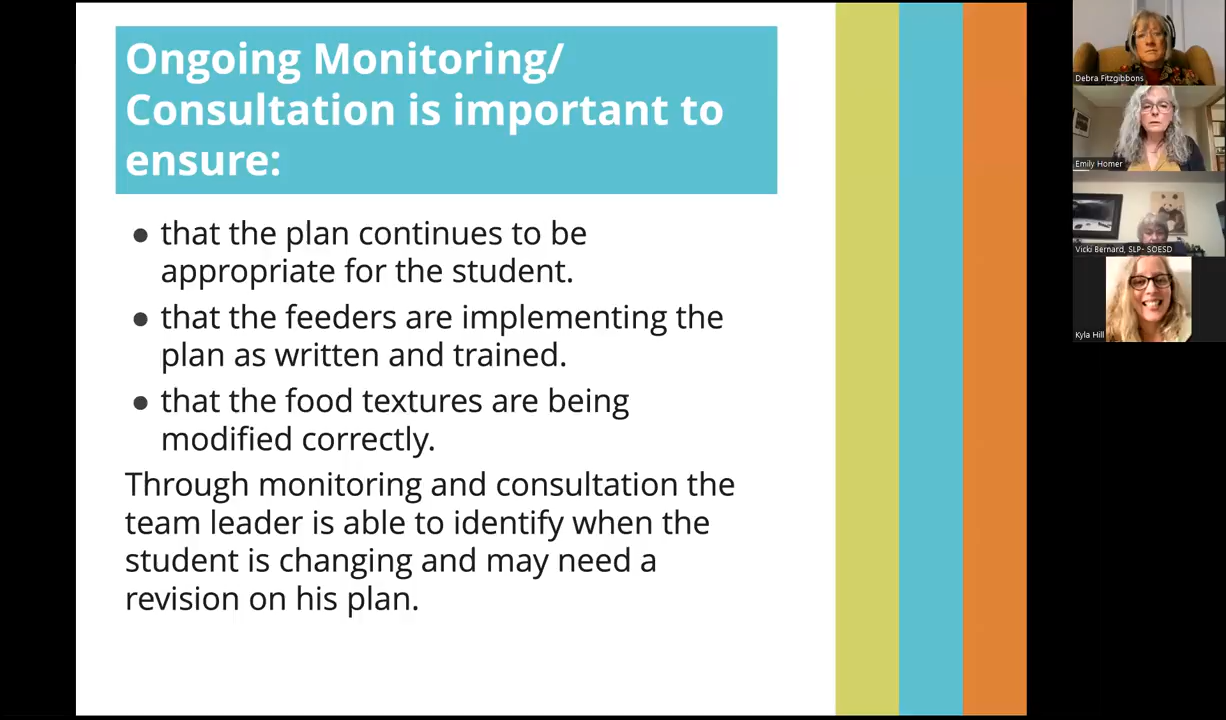 Ongoing Monitoring/
Consultation is important to
ensure:
● that the plan continues to be
appropriate for the student.
● that the feeders are implementing the
plan as written and trained.
● that the food textures are being
modified correctly.
Through monitoring and consultation the
team leader is able to identify when the
student is changing and may need a
revision on his plan.
Debra Fitzgibbons
Emily Homer
Vicki Bernard, SLP- SOESD
Kyla Hill